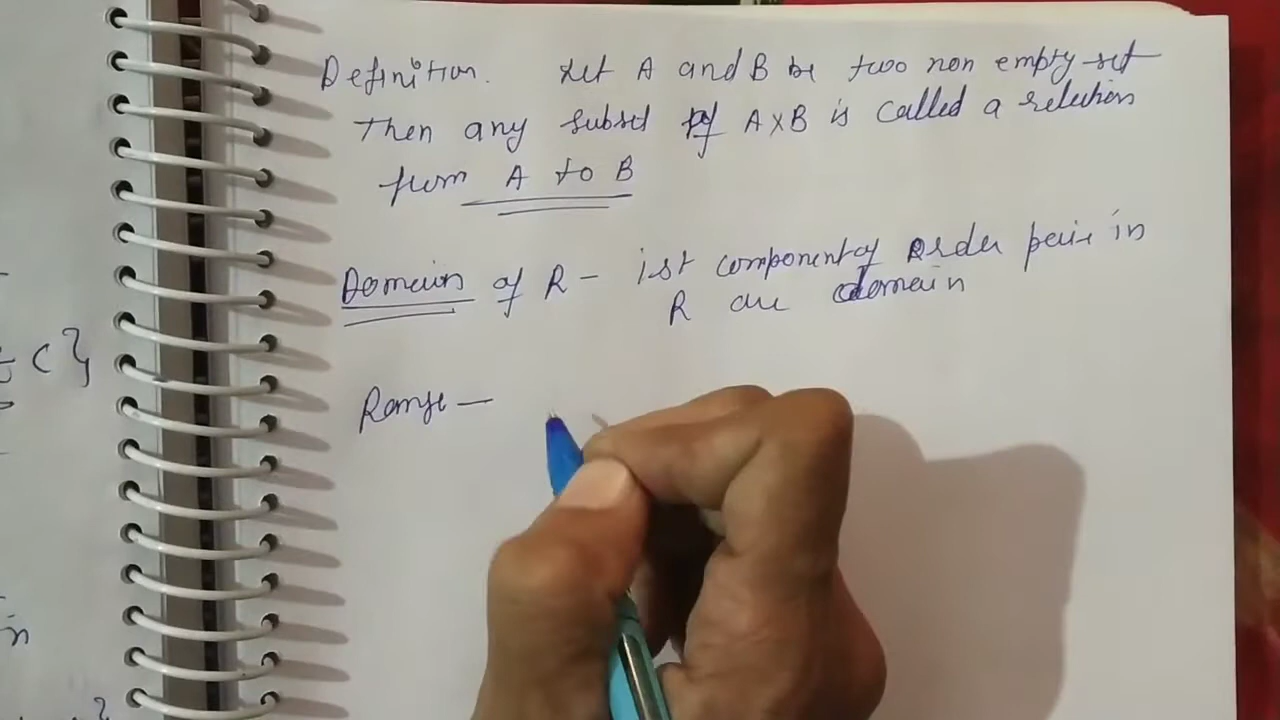 Definition. Let A and B be two non empty set
Then any subset of A×B is called a relation
from A to B
Domain of R – 1st component of order pair in
R are domain
Range —
c},
in
}